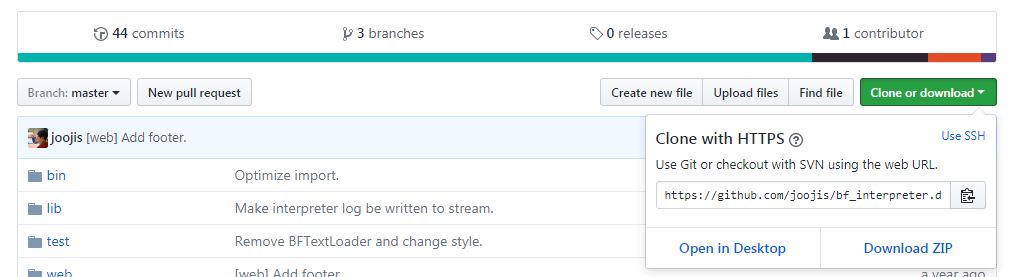 44 commits 3 branches 0 releases 1 contributor
Branch: master New pull request Create new file Upload files Find file Clone or download
joojis [web] Add footer.
Clone with HTTPS ? Use SSH
Use Git or checkout with SVN using the web URL.
https://github.com/joojis/bf_interpreter.d
Open in Desktop Download ZIP
bin Optimize import.
lib Make interpreter log be written to stream.
test Remove BFTextLoader and change style.
web [web] Add footer. a year ago